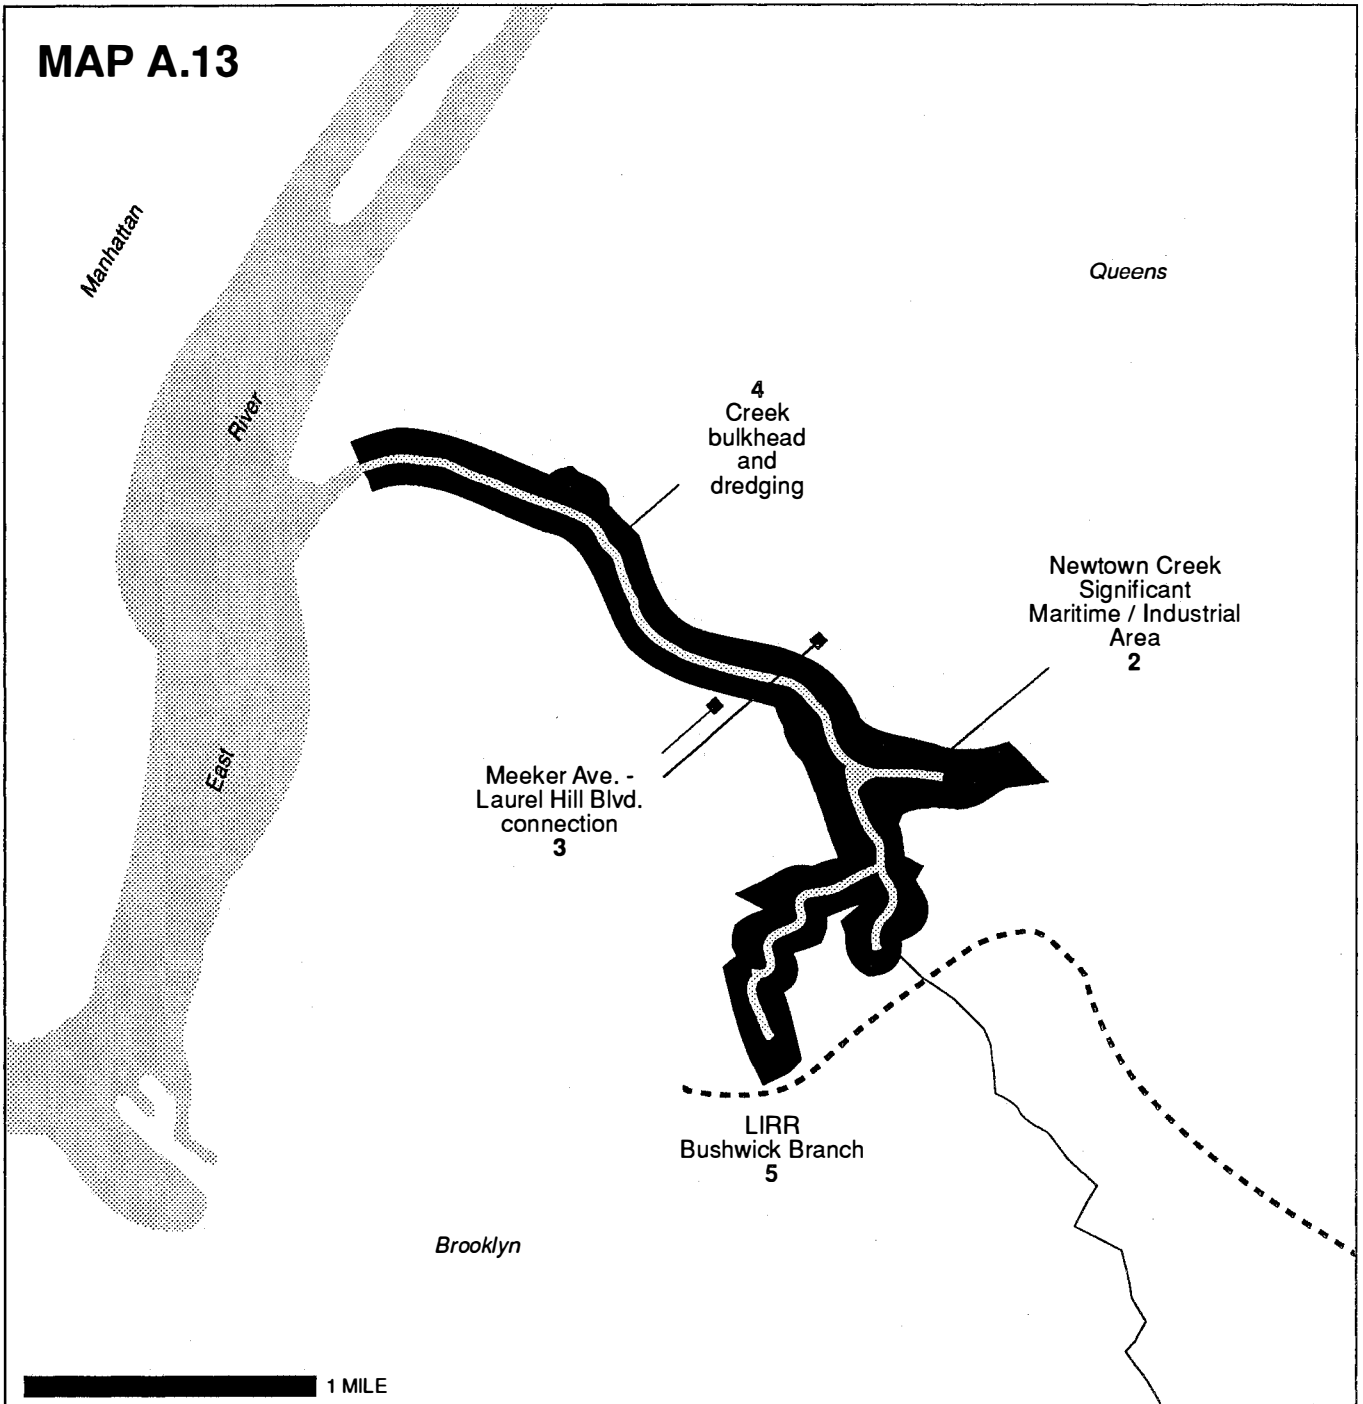 MAP A.13
Manhattan
Queens
River
4
Creek
bulkhead
and
dredging
Newtown Creek
Significant
Maritime / Industrial
Area
2
East
Meeker Ave. -
Laurel Hill Blvd.
connection
3
LIRR
Bushwick Branch
5
Brooklyn
1 MILE